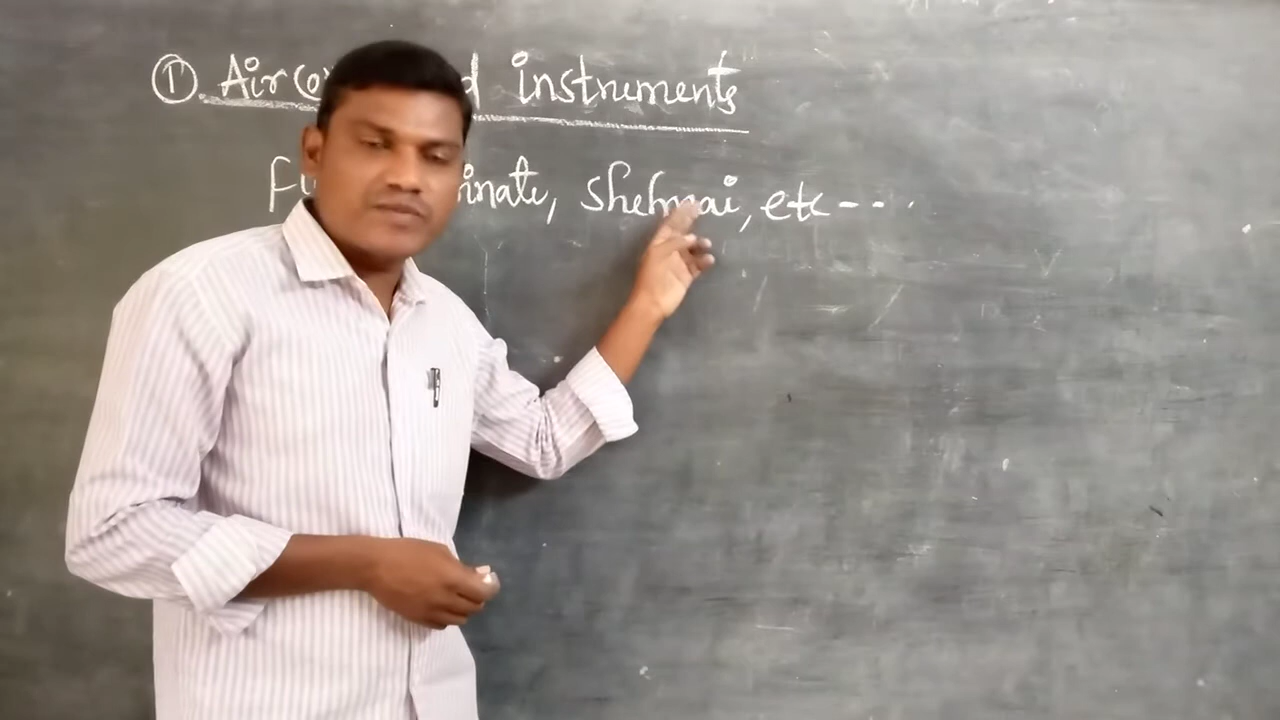 ① Air instruments
shehnai, etc - - - .